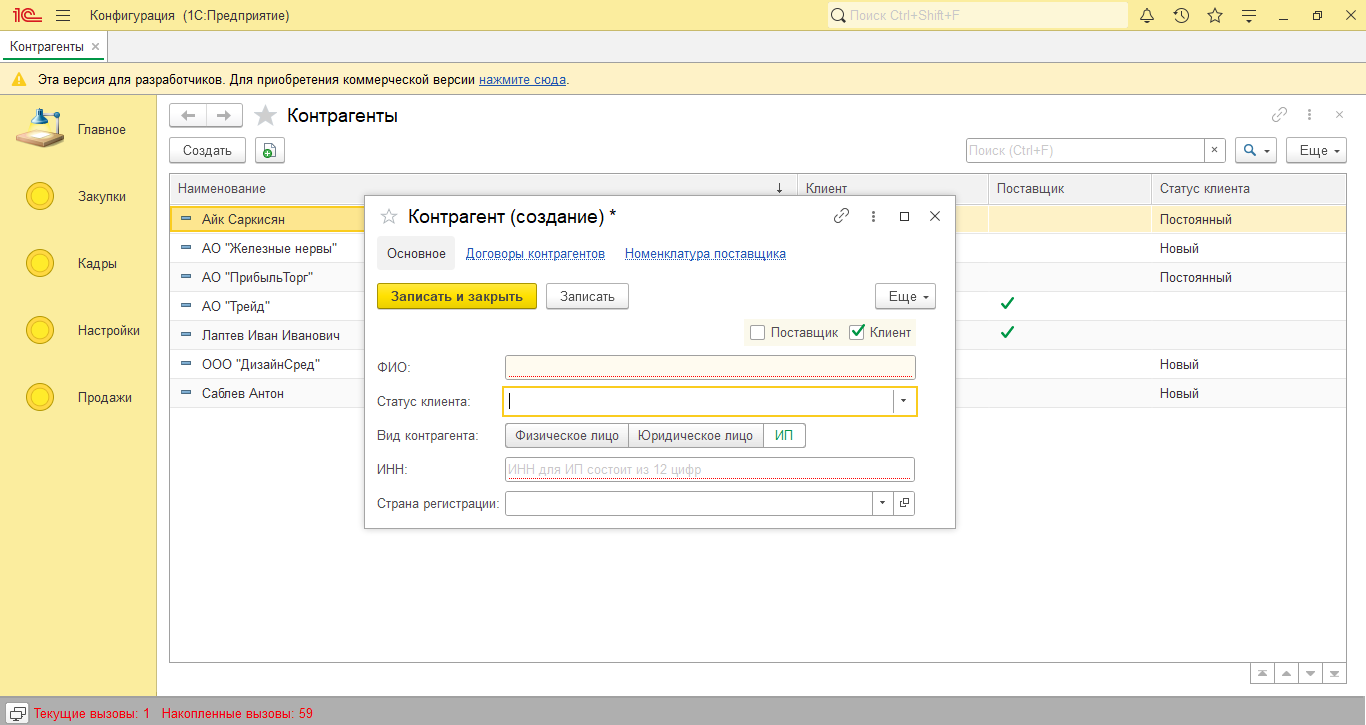 1С Конфигурация (1С:Предприятие) Поиск Ctrl+Shift+F
Контрагенты
Эта версия для разработчиков. Для приобретения коммерческой версии нажмите сюда.
Главное
Закупки
Кадры
Настройки
Продажи
Контрагенты
Создать Поиск (Ctrl+F) Еще
Наименование Клиент Поставщик Статус клиента
Айк Саркисян Постоянный
АО "Железные нервы" Новый
АО "ПрибыльТорг" Постоянный
АО "Трейд"
Лаптев Иван Иванович
ООО "ДизайнСред" Новый
Саблев Антон Новый
Контрагент (создание) *
Основное Договоры контрагентов Номенклатура поставщика
Записать и закрыть Записать Еще
Поставщик Клиент
ФИО:
Статус клиента:
Вид контрагента: Физическое лицо Юридическое лицо ИП
ИНН: ИНН для ИП состоит из 12 цифр
Страна регистрации:
Текущие вызовы: 1 Накопленные вызовы: 59